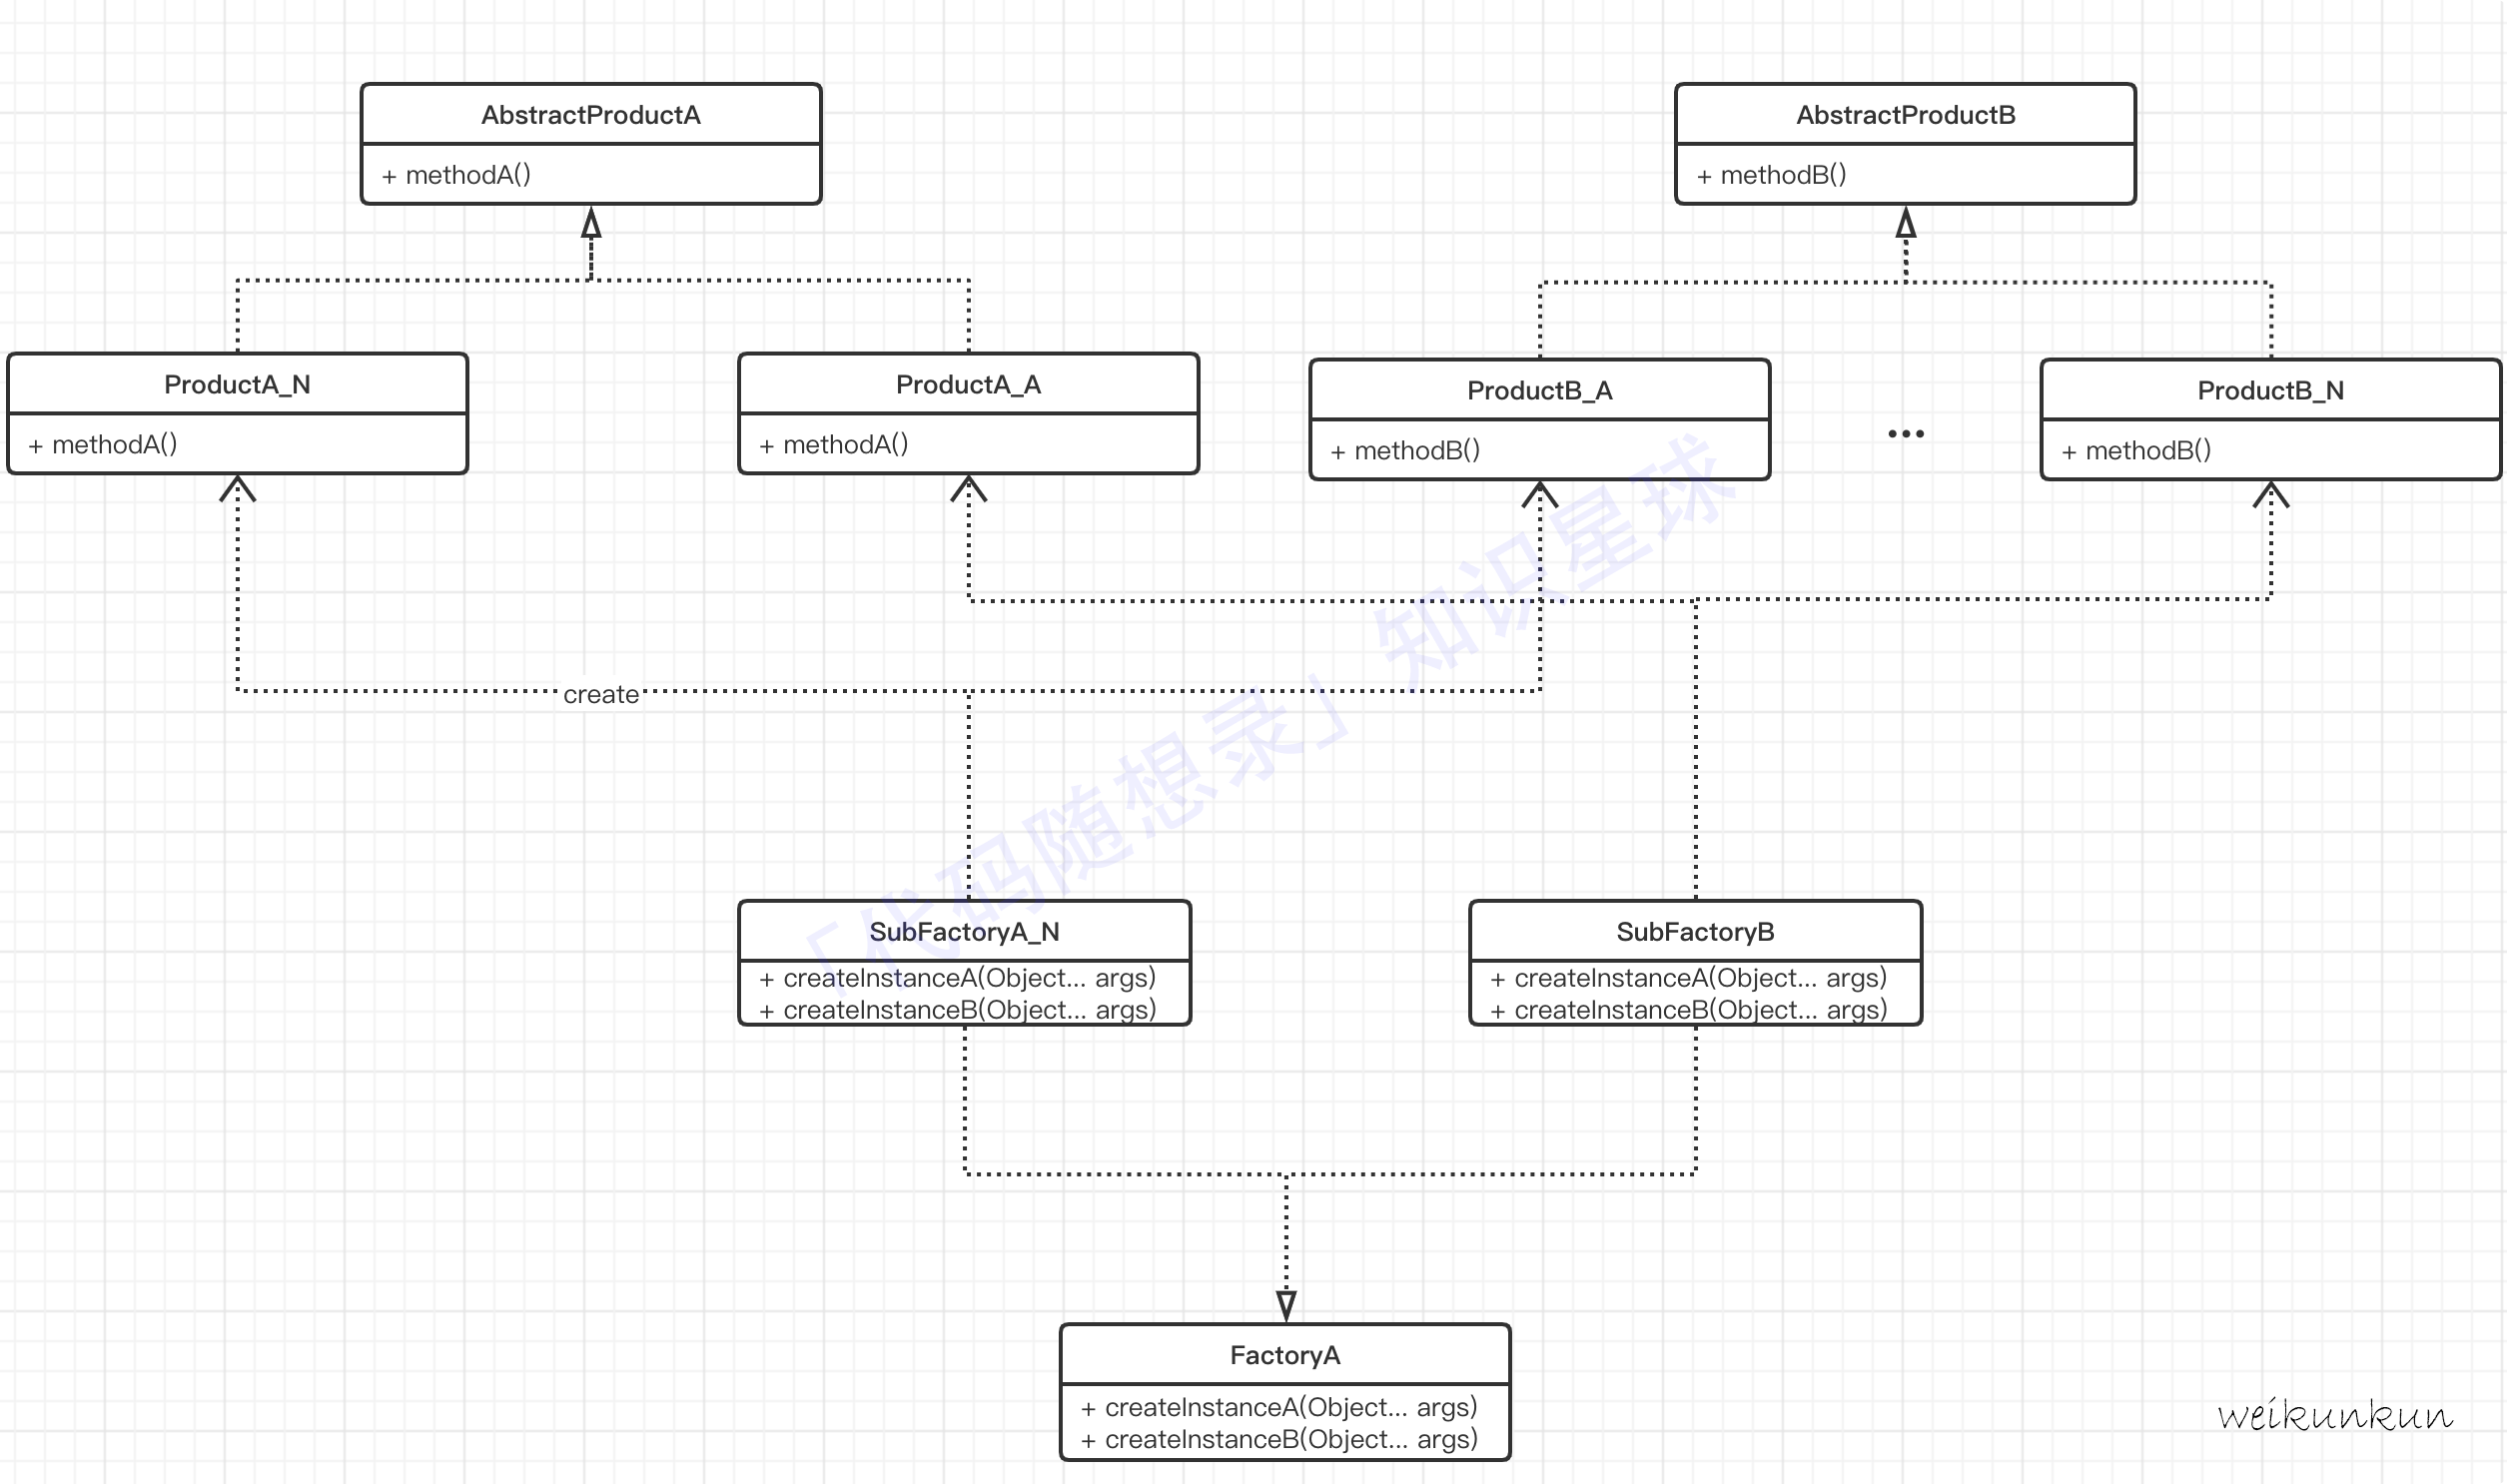 AbstractProductA
+ methodA()
AbstractProductB
+ methodB()
ProductA_N
+ methodA()
ProductA_A
+ methodA()
ProductB_A
+ methodB()
...
ProductB_N
+ methodB()
create
「代码随想录」知识星球
SubFactoryA_N
+ createInstanceA(Object... args)
+ createInstanceB(Object... args)
SubFactoryB
+ createInstanceA(Object... args)
+ createInstanceB(Object... args)
FactoryA
+ createInstanceA(Object... args)
+ createInstanceB(Object... args)
weikunkun